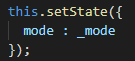 this.setState({
  mode : _mode
});